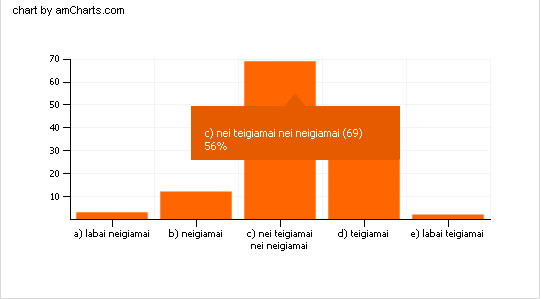 chart by amCharts.com
70
60
50
40
30
20
10
c) nei teigiamai nei neigiamai (69)
56%
a) labai neigiamai
b) neigiamai
c) nei teigiamai
nei neigiamai
d) teigiamai
e) labai teigiamai